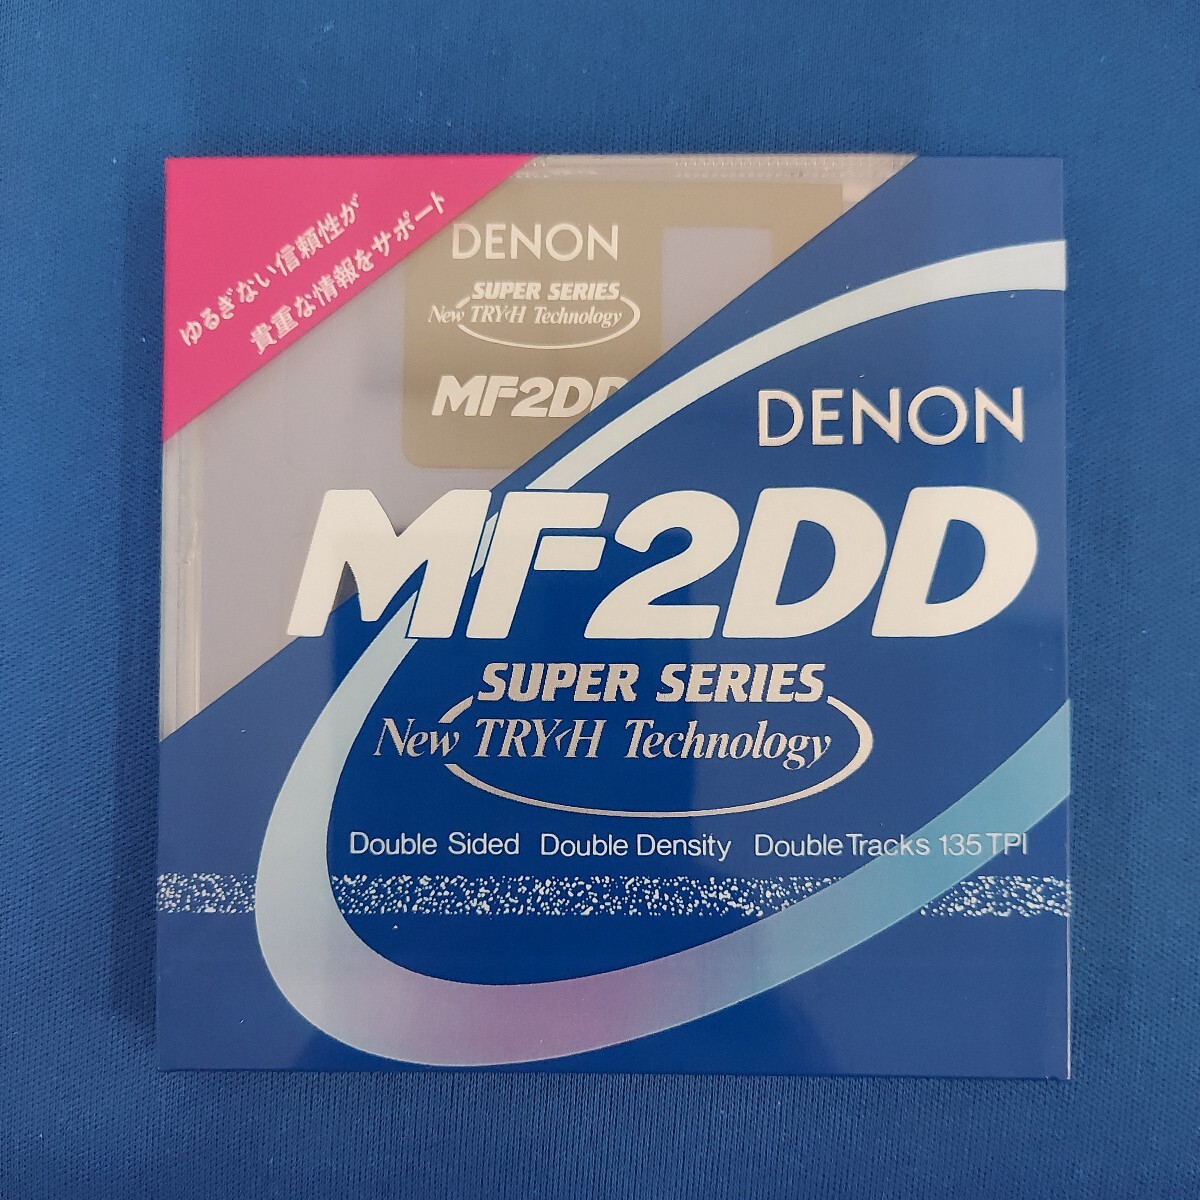 ゆるぎない信頼性が
貴重な情報をサポート
DENON
SUPER SERIES
New TRY-H Technology
MF2DD
DENON
MF2DD
SUPER SERIES
New TRY-H Technology
Double Sided Double Density Double Tracks 135 TPI